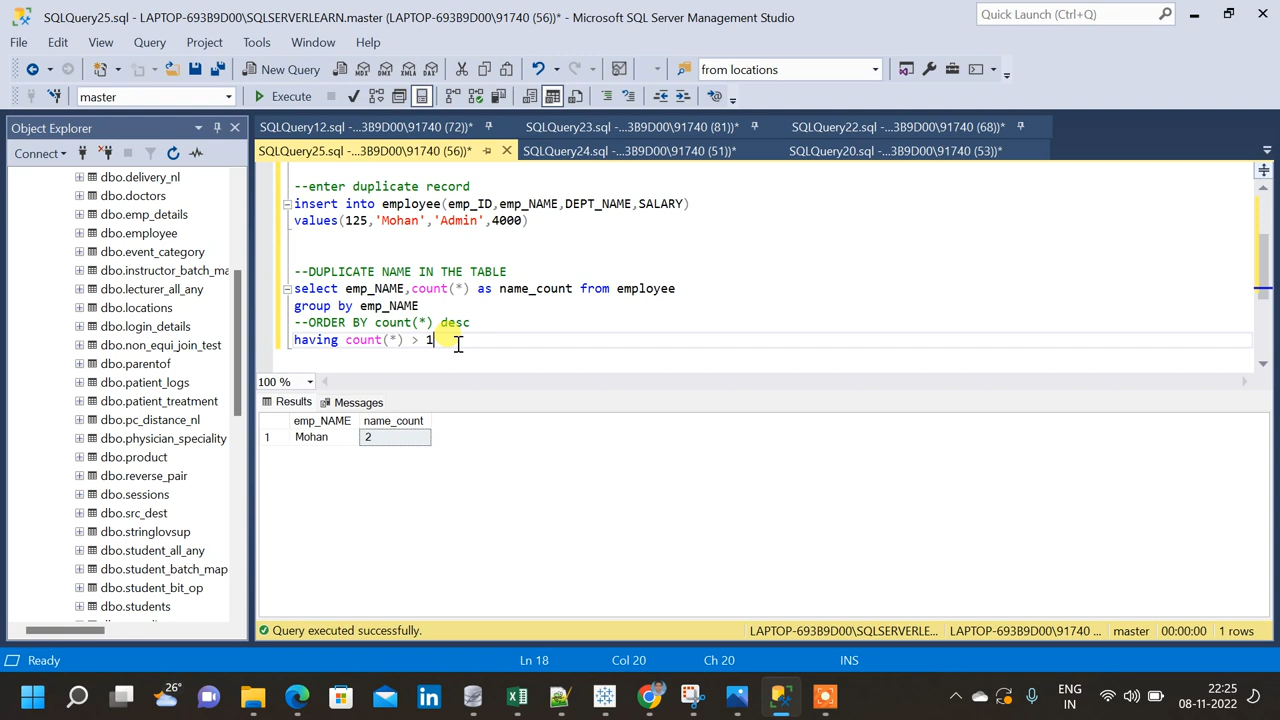 SQLQuery25.sql - LAPTOP-693B9D00\SQLSERVERLEARN.master (LAPTOP-693B9D00\91740 (56))* - Microsoft SQL Server Management Studio
Quick Launch (Ctrl+Q)
File Edit View Query Project Tools Window Help
New Query
MDX DMX XMLA DAX
from locations
master
Execute
Object Explorer
SQLQuery12.sql -...3B9D00\91740 (72))*
SQLQuery23.sql -...3B9D00\91740 (81))*
SQLQuery22.sql -...3B9D00\91740 (68))*
Connect
SQLQuery25.sql -...3B9D00\91740 (56))*
SQLQuery24.sql -...3B9D00\91740 (51))*
SQLQuery20.sql -...3B9D00\91740 (53))*
dbo.delivery_nl
dbo.doctors
dbo.emp_details
dbo.employee
dbo.event_category
dbo.instructor_batch_ma
dbo.lecturer_all_any
dbo.locations
dbo.login_details
dbo.non_equi_join_test
dbo.parentof
dbo.patient_logs
dbo.patient_treatment
dbo.pc_distance_nl
dbo.physician_speciality
dbo.product
dbo.reverse_pair
dbo.sessions
dbo.src_dest
dbo.stringlovsup
dbo.student_all_any
dbo.student_batch_map
dbo.student_bit_op
dbo.students
--enter duplicate record
insert into employee(emp_ID,emp_NAME,DEPT_NAME,SALARY)
values(125,'Mohan','Admin',4000)
--DUPLICATE NAME IN THE TABLE
select emp_NAME,count(*) as name_count from employee
group by emp_NAME
--ORDER BY count(*) desc
having count(*) > 1
100 %
Results Messages
emp_NAME name_count
1 Mohan 2
Query executed successfully.
LAPTOP-693B9D00\SQLSERVERLE... LAPTOP-693B9D00\91740 ... master 00:00:00 1 rows
Ready Ln 18 Col 20 Ch 20 INS
26°
ENG
IN
22:25
08-11-2022